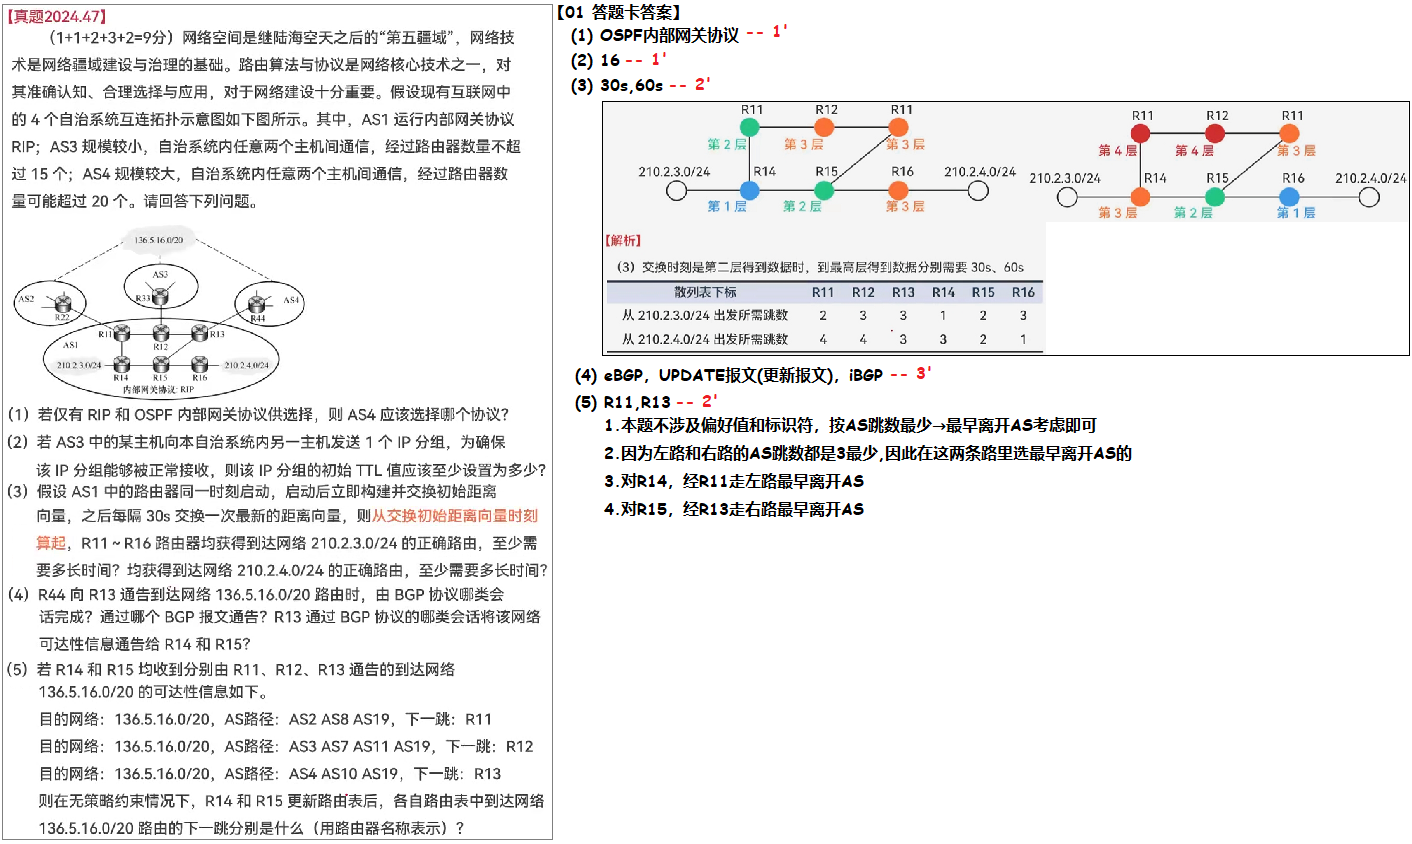 【真题2024.47】
（1+1+2+3+2=9分）网络空间是继陆海空天之后的“第五疆域”，网络技
术是网络疆域建设与治理的基础。路由算法与协议是网络核心技术之一，对
其准确认知、合理选择与应用，对于网络建设十分重要。假设现有互联网中
的 4 个自治系统互连拓扑示意图如下图所示。其中，AS1 运行内部网关协议
RIP；AS3 规模较小，自治系统内任意两个主机间通信，经过路由器数量不超
过 15 个；AS4 规模较大，自治系统内任意两个主机间通信，经过路由器数
量可能超过 20 个。请回答下列问题。
136.5.16.0/20
AS3
AS2
AS4
R33
R22
R44
R11
R12
R13
AS1
210.2.3.0/24
210.2.4.0/24
R14
R15
R16
内部网关协议: RIP
（1）若仅有 RIP 和 OSPF 内部网关协议供选择，则 AS4 应该选择哪个协议？
（2）若 AS3 中的某主机向本自治系统内另一主机发送 1 个 IP 分组，为确保
该 IP 分组能够被正常接收，则该 IP 分组的初始 TTL 值应该至少设置为多少？
（3）假设 AS1 中的路由器同一时刻启动，启动后立即构建并交换初始距离
向量，之后每隔 30s 交换一次最新的距离向量，则从交换初始距离向量时刻
算起，R11 ~ R16 路由器均获得到达网络 210.2.3.0/24 的正确路由，至少需
要多长时间？均获得到达网络 210.2.4.0/24 的正确路由，至少需要多长时间？
（4）R44 向 R13 通告到达网络 136.5.16.0/20 路由时，由 BGP 协议哪类会
话完成？通过哪个 BGP 报文通告？R13 通过 BGP 协议的哪类会话将该网络
可达性信息通告给 R14 和 R15？
（5）若 R14 和 R15 均收到分别由 R11、R12、R13 通告的到达网络
136.5.16.0/20 的可达性信息如下。
目的网络：136.5.16.0/20，AS路径：AS2 AS8 AS19，下一跳：R11
目的网络：136.5.16.0/20，AS路径：AS3 AS7 AS11 AS19，下一跳：R12
目的网络：136.5.16.0/20，AS路径：AS4 AS10 AS19，下一跳：R13
则在无策略约束情况下，R14 和 R15 更新路由表后，各自路由表中到达网络
136.5.16.0/20 路由的下一跳分别是什么（用路由器名称表示）？
【01 答题卡答案】
(1) OSPF内部网关协议 -- 1'
(2) 16 -- 1'
(3) 30s,60s -- 2'
R11 R12 R11
第 2 层 第 3 层 第 3 层
210.2.3.0/24 R14 R15 R16 210.2.4.0/24
第 1 层 第 2 层 第 3 层
R11 R12 R11
第 4 层 第 4 层 第 3 层
210.2.3.0/24 R14 R15 R16 210.2.4.0/24
第 3 层 第 2 层 第 1 层
【解析】
（3）交换时刻是第二层得到数据时，到最高层得到数据分别需要 30s、60s
散列表下标 R11 R12 R13 R14 R15 R16
从 210.2.3.0/24 出发所需跳数 2 3 3 1 2 3
从 210.2.4.0/24 出发所需跳数 4 4 3 3 2 1
(4) eBGP，UPDATE报文(更新报文)，iBGP -- 3'
(5) R11,R13 -- 2'
1.本题不涉及偏好值和标识符，按AS跳数最少→最早离开AS考虑即可
2.因为左路和右路的AS跳数都是3最少,因此在这两条路里选最早离开AS的
3.对R14，经R11走左路最早离开AS
4.对R15，经R13走右路最早离开AS